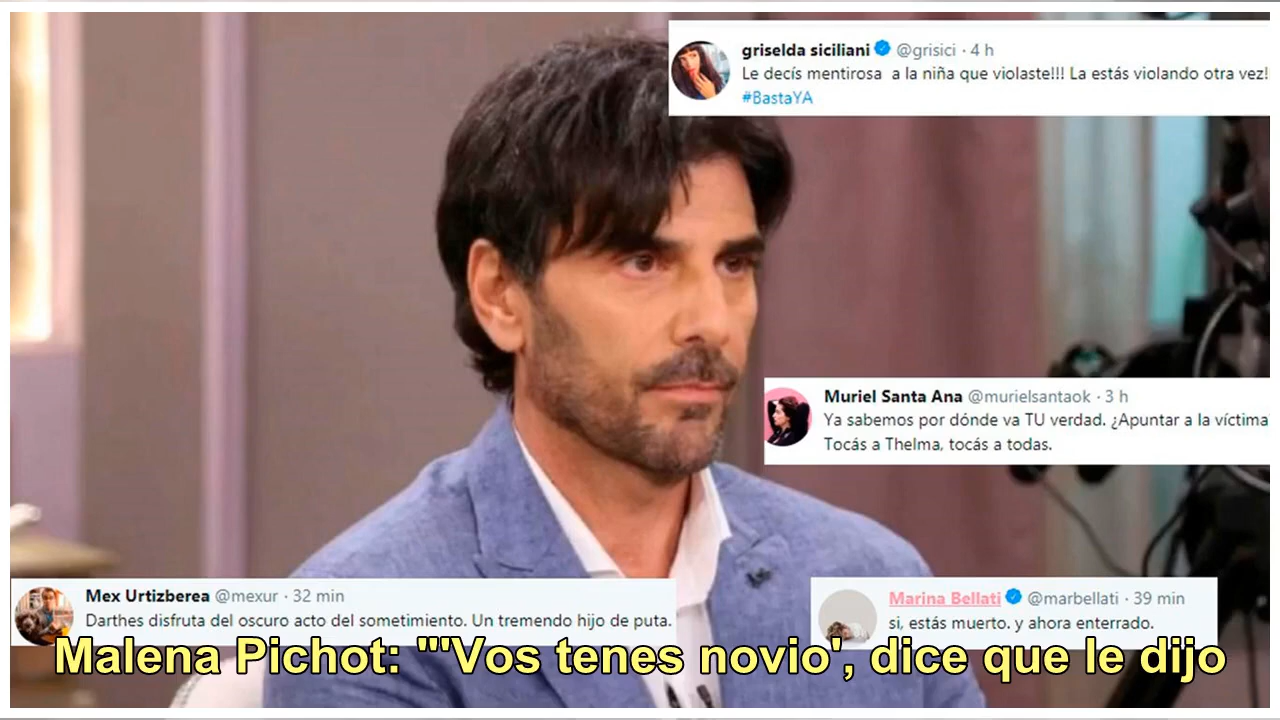 griselda siciliani @grisici · 4 h
Le decís mentirosa a la niña que violaste!!! La estás violando otra vez!
#BastaYA
Muriel Santa Ana @murielsantaok · 3 h
Ya sabemos por dónde va TU verdad. ¿Apuntar a la víctima?
Tocás a Thelma, tocás a todas.
Mex Urtizberea @mexur · 32 min
Darthes disfruta del oscuro acto del sometimiento. Un tremendo hijo de puta.
Marina Bellati @marbellati · 39 min
si, estás muerto. y ahora enterrado.
Malena Pichot: "'Vos tenes novio', dice que le dijo